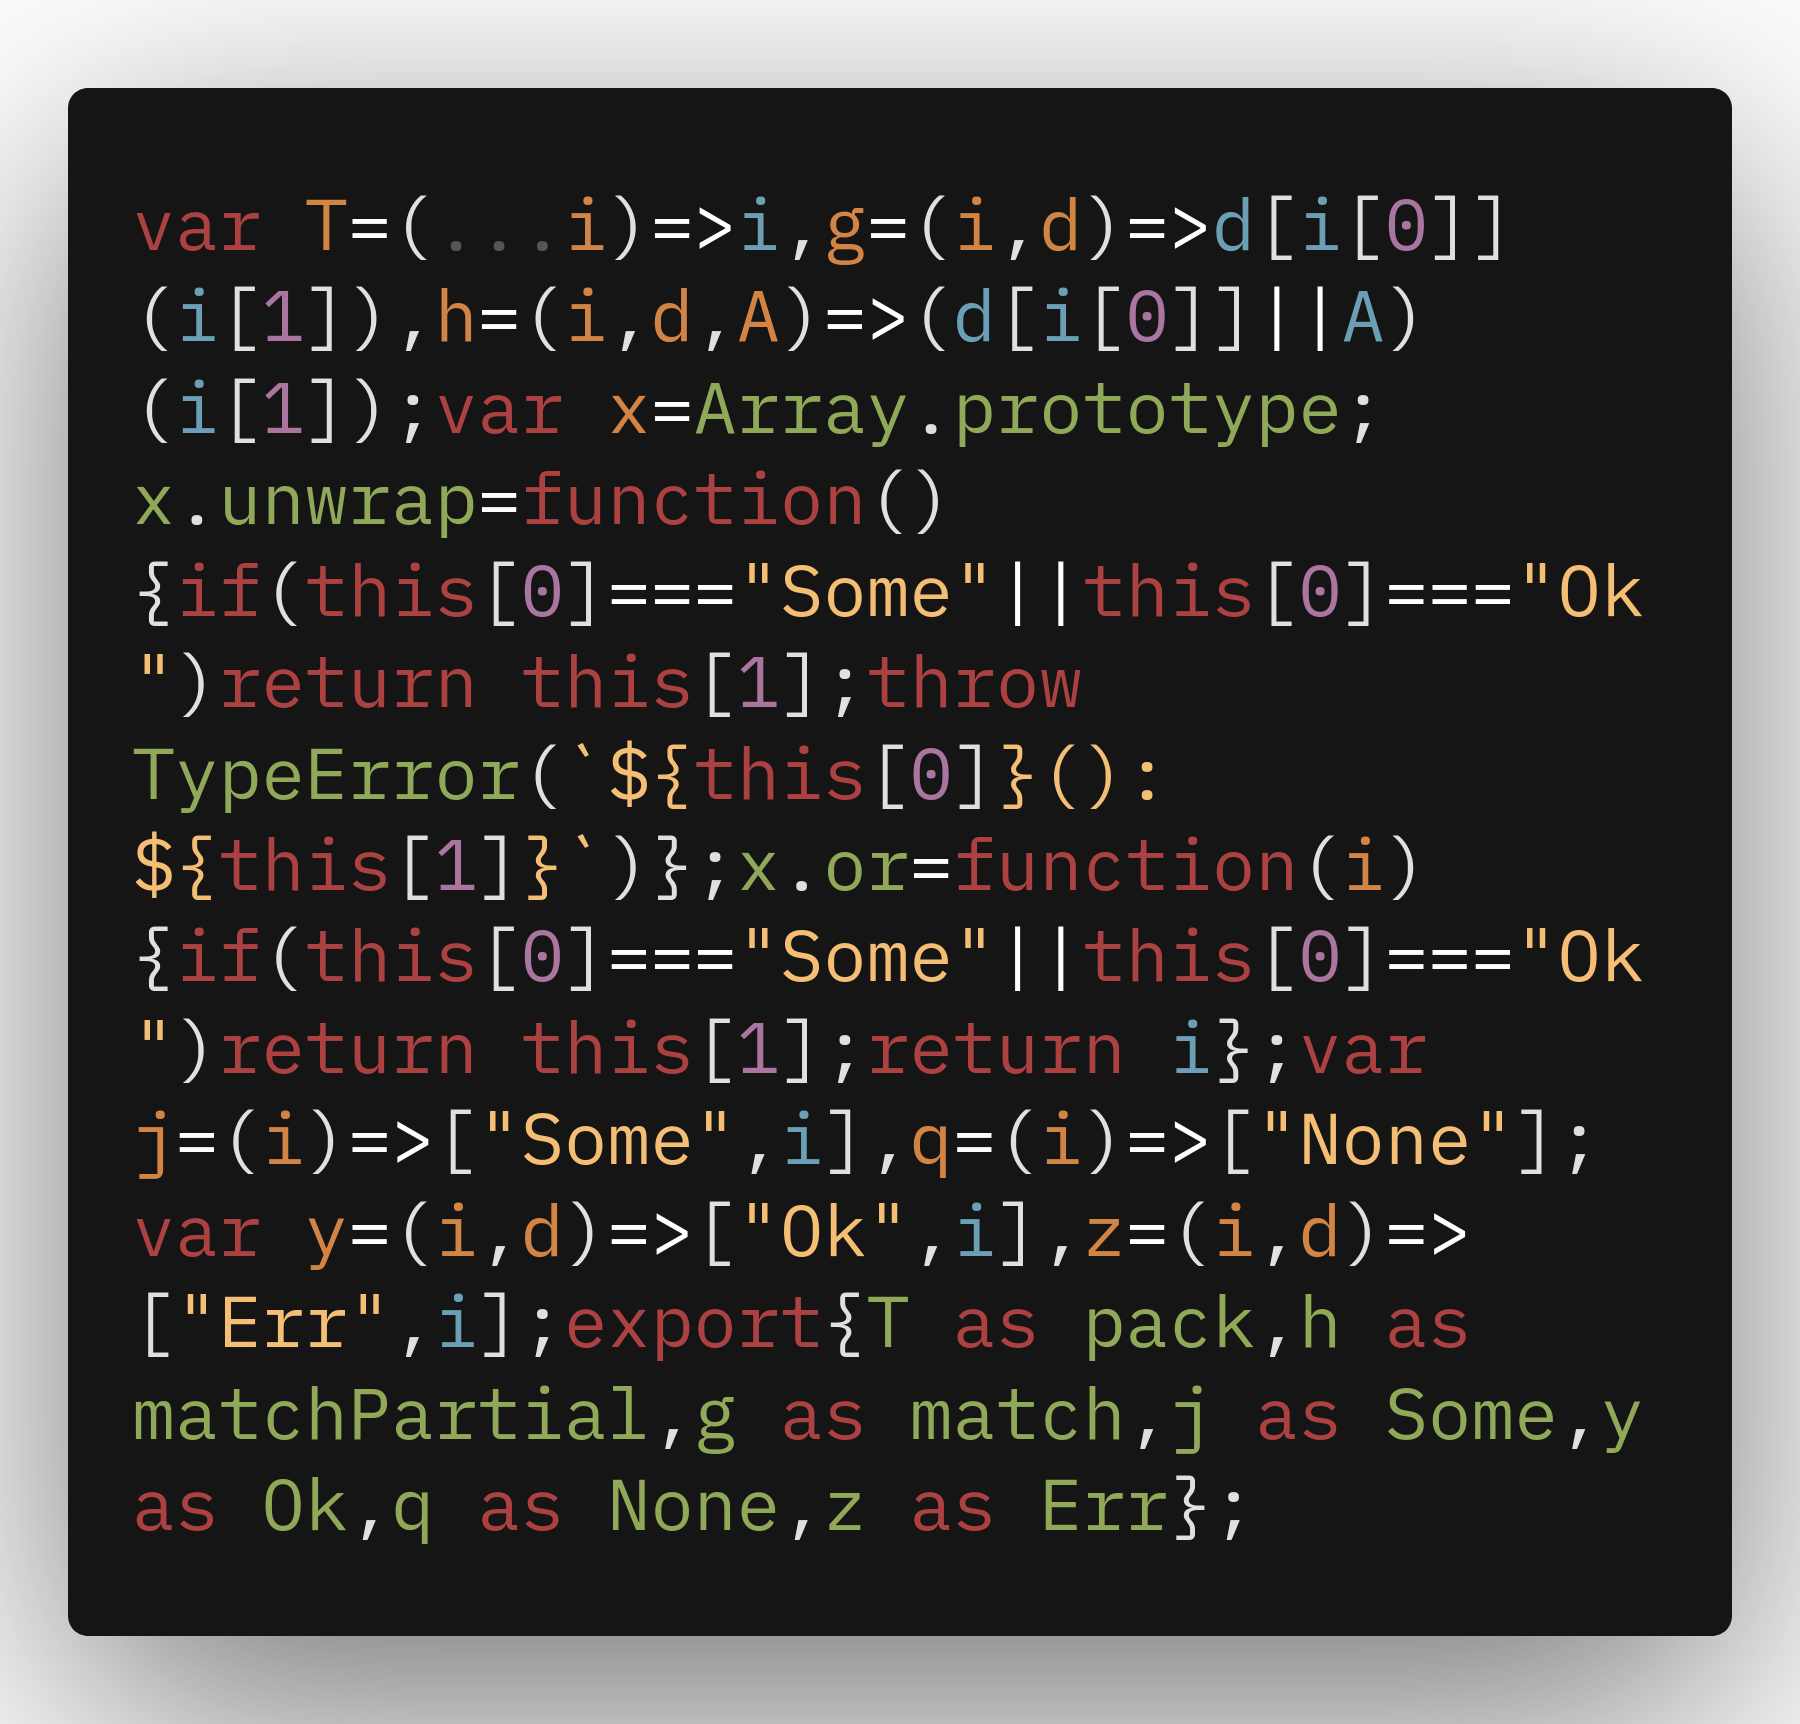 var T=(...i)=>i,g=(i,d)=>d[i[0]]
(i[1]),h=(i,d,A)=>(d[i[0]]||A)
(i[1]);var x=Array.prototype;
x.unwrap=function()
{if(this[0]==="Some"||this[0]==="Ok
")return this[1];throw
TypeError(`${this[0]}():
${this[1]}`)};x.or=function(i)
{if(this[0]==="Some"||this[0]==="Ok
")return this[1];return i};var
j=(i)=>["Some",i],q=(i)=>["None"];
var y=(i,d)=>["Ok",i],z=(i,d)=>
["Err",i];export{T as pack,h as
matchPartial,g as match,j as Some,y
as Ok,q as None,z as Err};